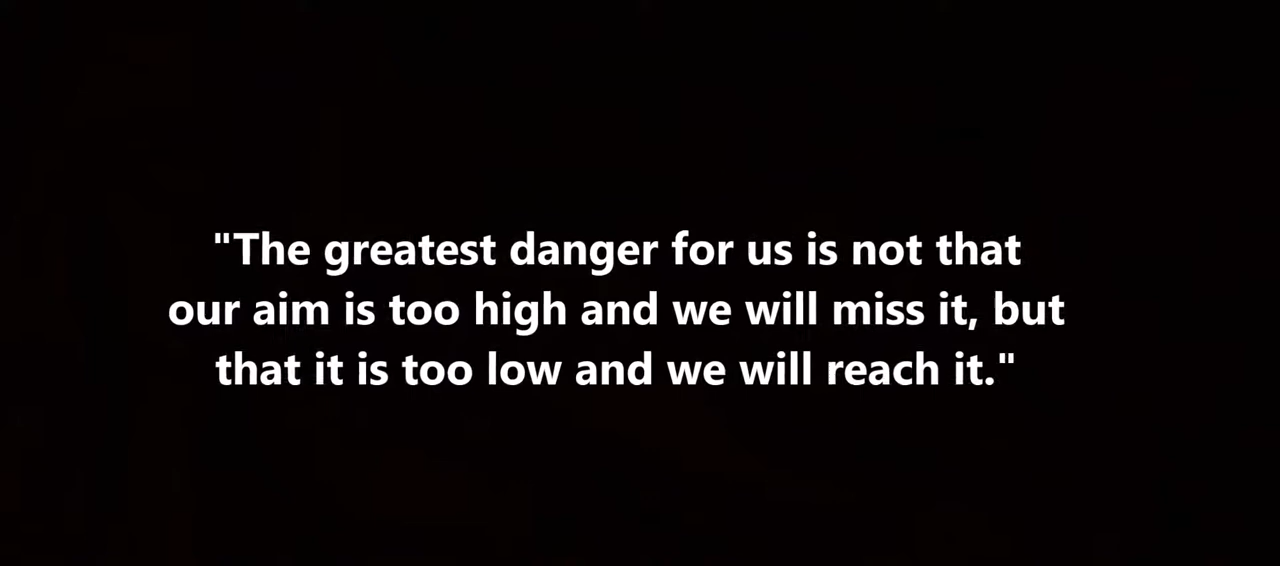 "The greatest danger for us is not that
our aim is too high and we will miss it, but
that it is too low and we will reach it."